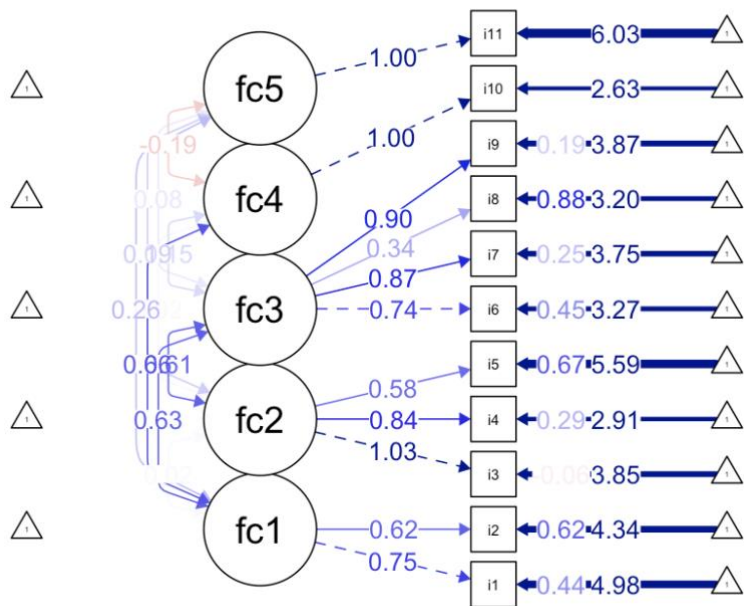 i11 6.03 1
1.00
fc5
1 i10 2.63 1
1.00
-0.19 i9 0.19 3.87 1
0.08 fc4 1 0.90 i8 0.88 3.20 1
0.34
0.87 i7 0.25 3.75 1
0.26 fc3 1 0.74 i6 0.45 3.27 1
0.58 i5 0.67 5.59 1
0.63 fc2 1 0.84 i4 0.29 2.91 1
1.03
i3 -0.06 3.85 1
fc1 1 0.62 i2 0.62 4.34 1
0.75
i1 0.44 4.98 1